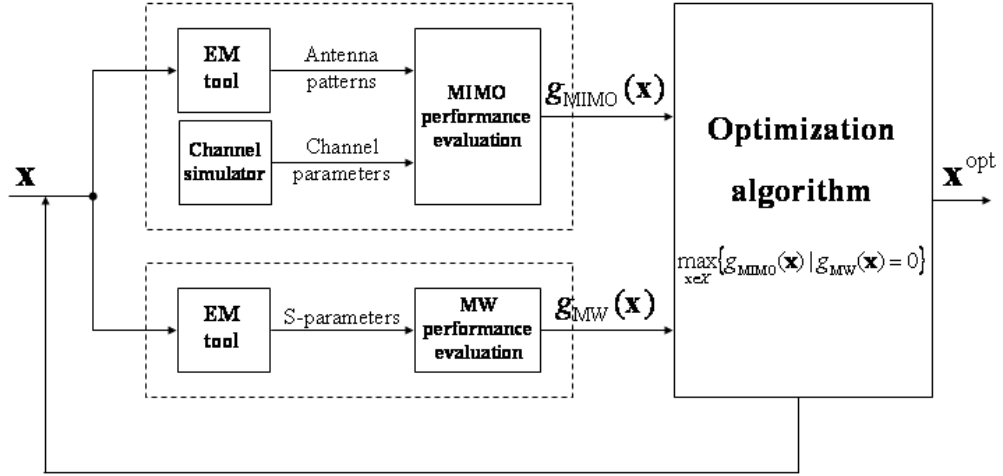 EM
tool
Antenna
patterns
MIMO
performance
evaluation
Channel
simulator
Channel
parameters
g_MIMO(x)
x
Optimization
algorithm
max_{x∈X}{g_MIMO(x) | g_MW(x) = 0}
x^opt
EM
tool
S-parameters
MW
performance
evaluation
g_MW(x)